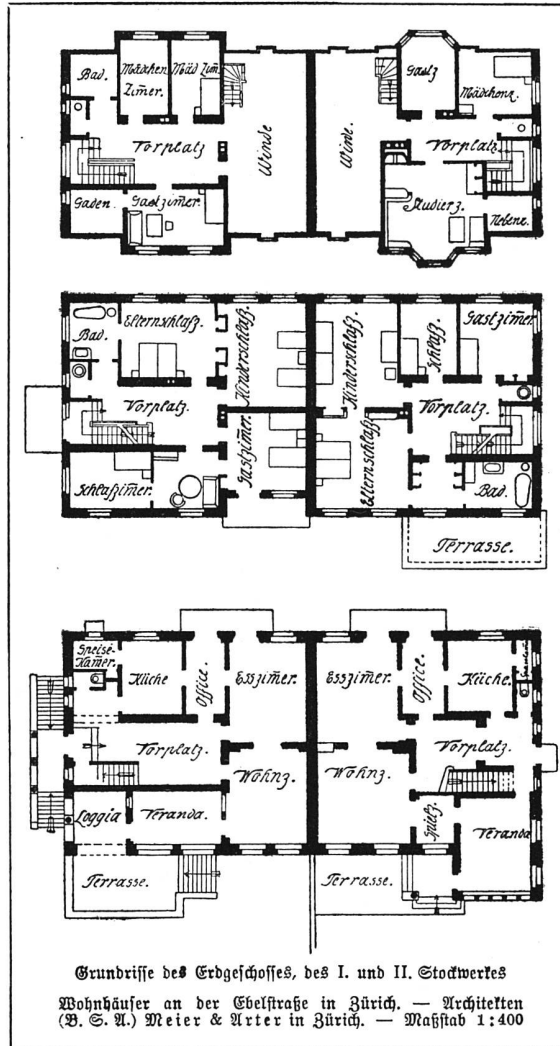 Bad.
Mädchen Zimer.
Mäd Zim.
Gastz
Mädchenz.
Vorplatz
Winde
Winde.
Vorplatz.
Gaden.
Gastzimer.
Studierz.
Nebenz.
Bad.
Elternschlafz.
Kinderschlafz.
Kinderschlafz.
Schlafz.
Gastzimer
Vorplatz.
Gastzimer.
Elternschlafz.
Vorplatz.
Schlafzimer.
Bad.
Terrasse.
Speise-
Kamer.
Küche
Office.
Esszimer.
Esszimer.
Office.
Küche.
Vorplatz.
Wohnz.
Wohnz.
Vorplatz.
Loggia
Veranda.
Spielz.
Veranda
Terrasse.
Terrasse.
Grundrisse des Erdgeschosses, des I. und II. Stockwerkes
Wohnhäuser an der Ebelstraße in Zürich. — Architekten
(B. S. A.) Meier & Arter in Zürich. — Maßstab 1:400